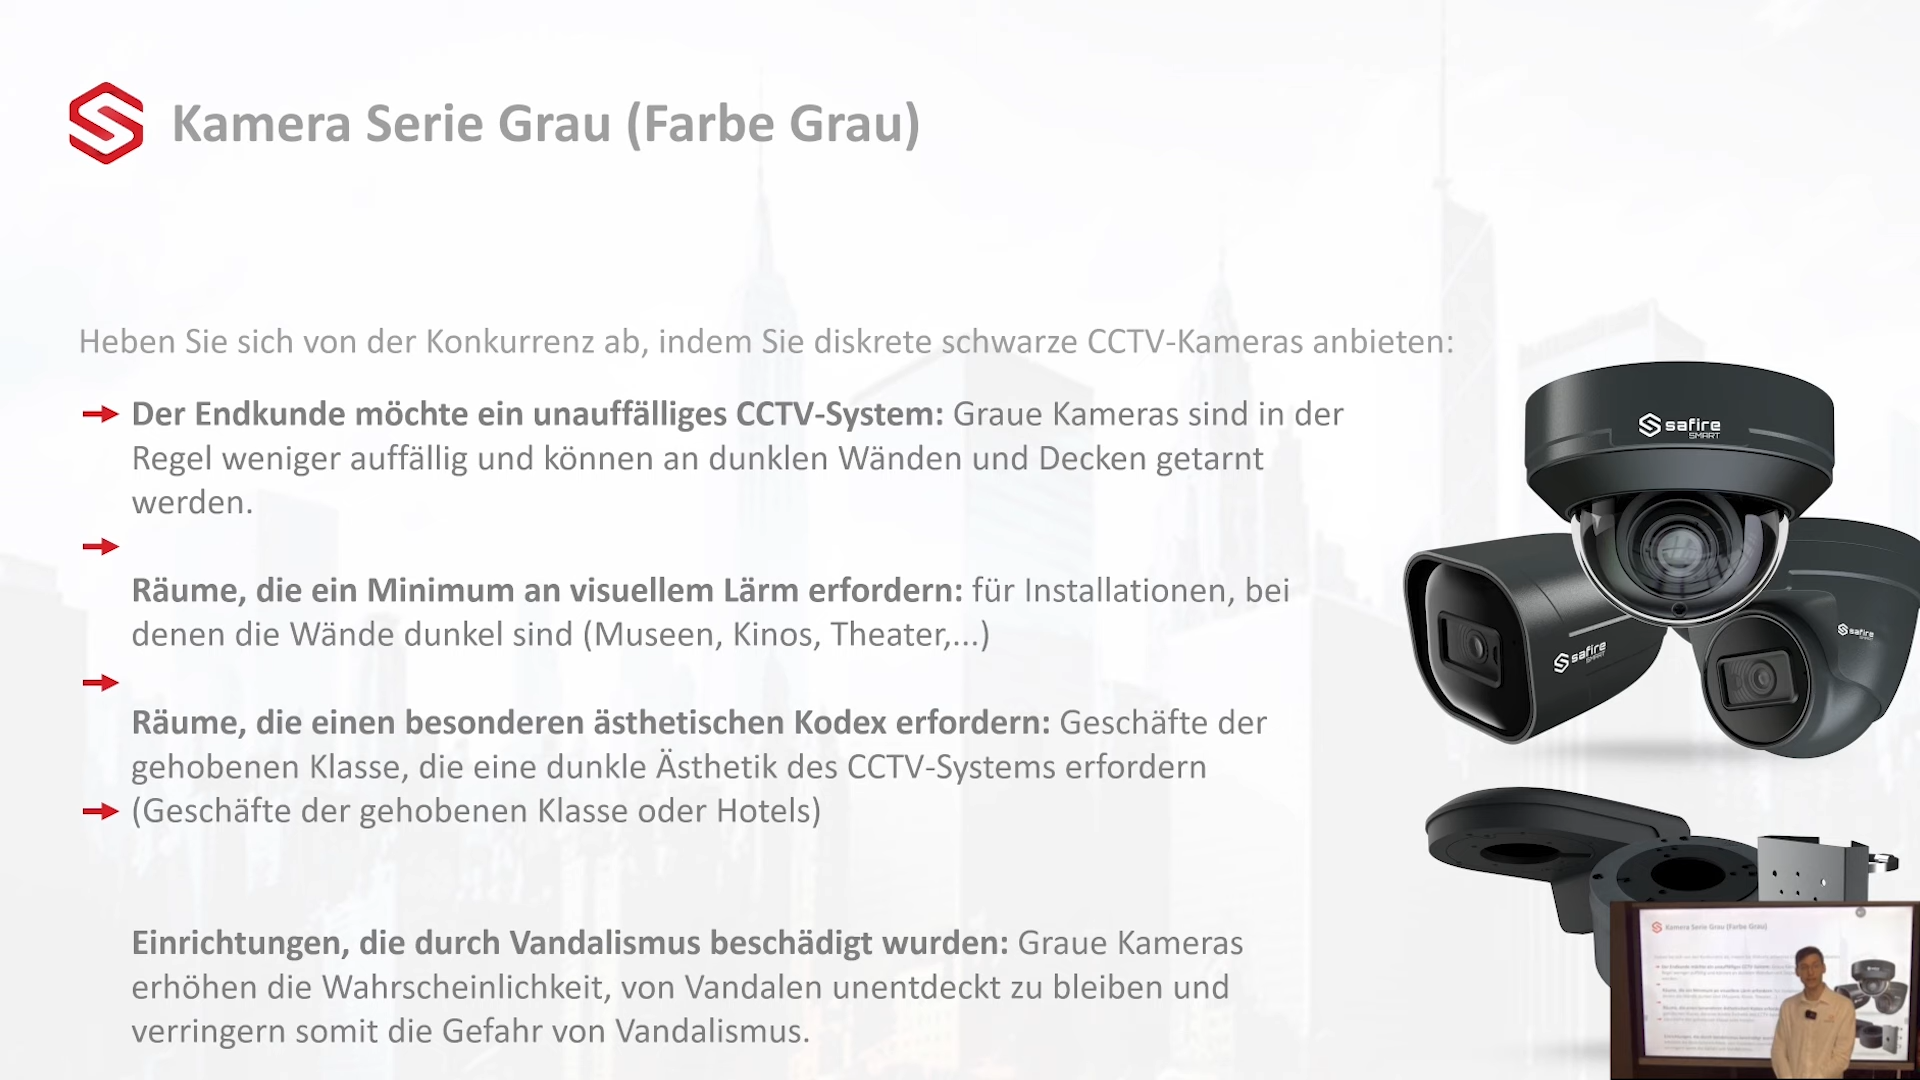 Kamera Serie Grau (Farbe Grau)
Heben Sie sich von der Konkurrenz ab, indem Sie diskrete schwarze CCTV-Kameras anbieten:
Der Endkunde möchte ein unauffälliges CCTV-System: Graue Kameras sind in der
Regel weniger auffällig und können an dunklen Wänden und Decken getarnt
werden.
Räume, die ein Minimum an visuellem Lärm erfordern: für Installationen, bei
denen die Wände dunkel sind (Museen, Kinos, Theater,...)
Räume, die einen besonderen ästhetischen Kodex erfordern: Geschäfte der
gehobenen Klasse, die eine dunkle Ästhetik des CCTV-Systems erfordern
(Geschäfte der gehobenen Klasse oder Hotels)
Einrichtungen, die durch Vandalismus beschädigt wurden: Graue Kameras
erhöhen die Wahrscheinlichkeit, von Vandalen unentdeckt zu bleiben und
verringern somit die Gefahr von Vandalismus.
safire
SMART
safire
SMART
safire
SMART
Kamera Serie Grau (Farbe Grau)